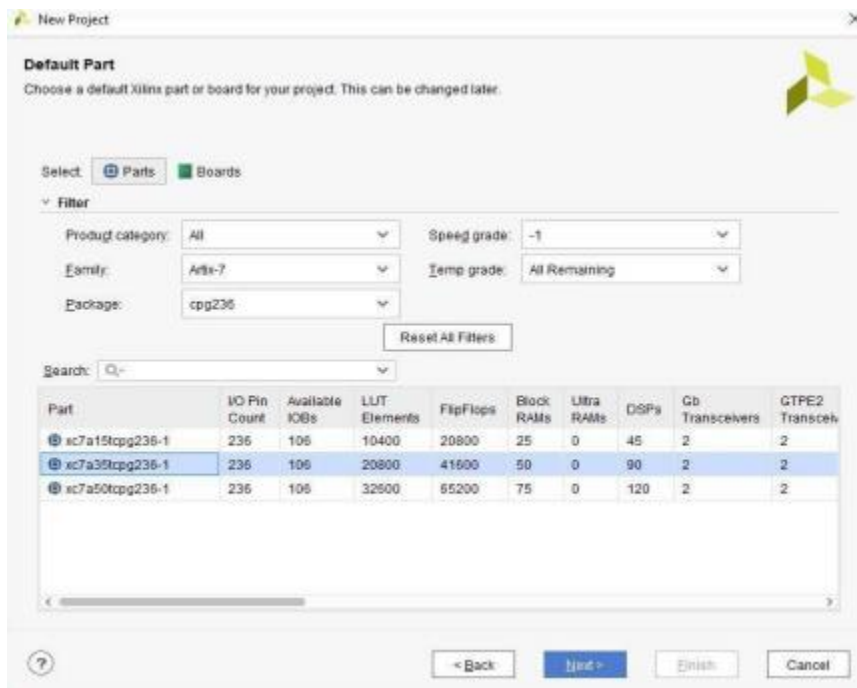 New Project
Default Part
Choose a default Xilinx part or board for your project. This can be changed later.
Select: Parts Boards
Filter
Product category: All Speed grade: -1
Family: Artix-7 Temp grade: All Remaining
Package: cpg236
Reset All Filters
Search: Q-
Part I/O Pin Count Available IOBs LUT Elements FlipFlops Block RAMs Ultra RAMs DSPs Gb Transceivers GTPE2 Transceiv
xc7a15tcpg236-1 236 106 10400 20800 25 0 45 2 2
xc7a35tcpg236-1 236 106 20800 41600 50 0 90 2 2
xc7a50tcpg236-1 236 106 32600 65200 75 0 120 2 2
? < Back Next > Finish Cancel